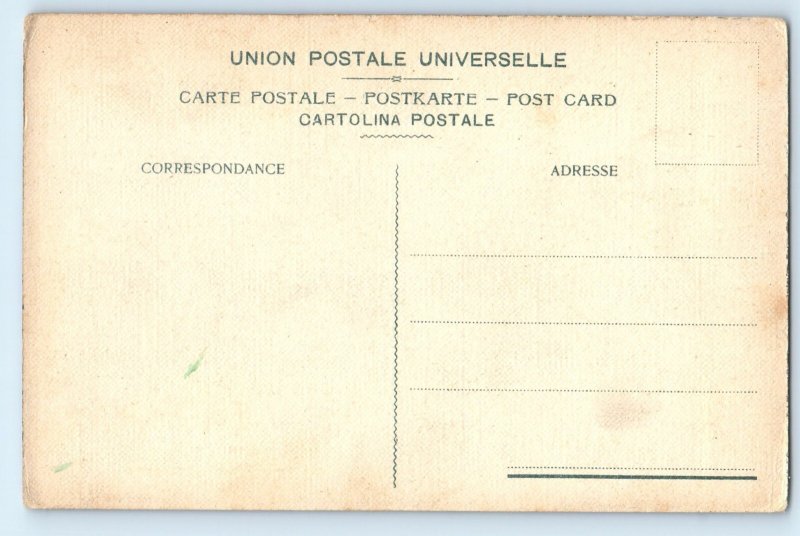 UNION POSTALE UNIVERSELLE
CARTE POSTALE – POSTKARTE – POST CARD
CARTOLINA POSTALE
CORRESPONDANCE
ADRESSE